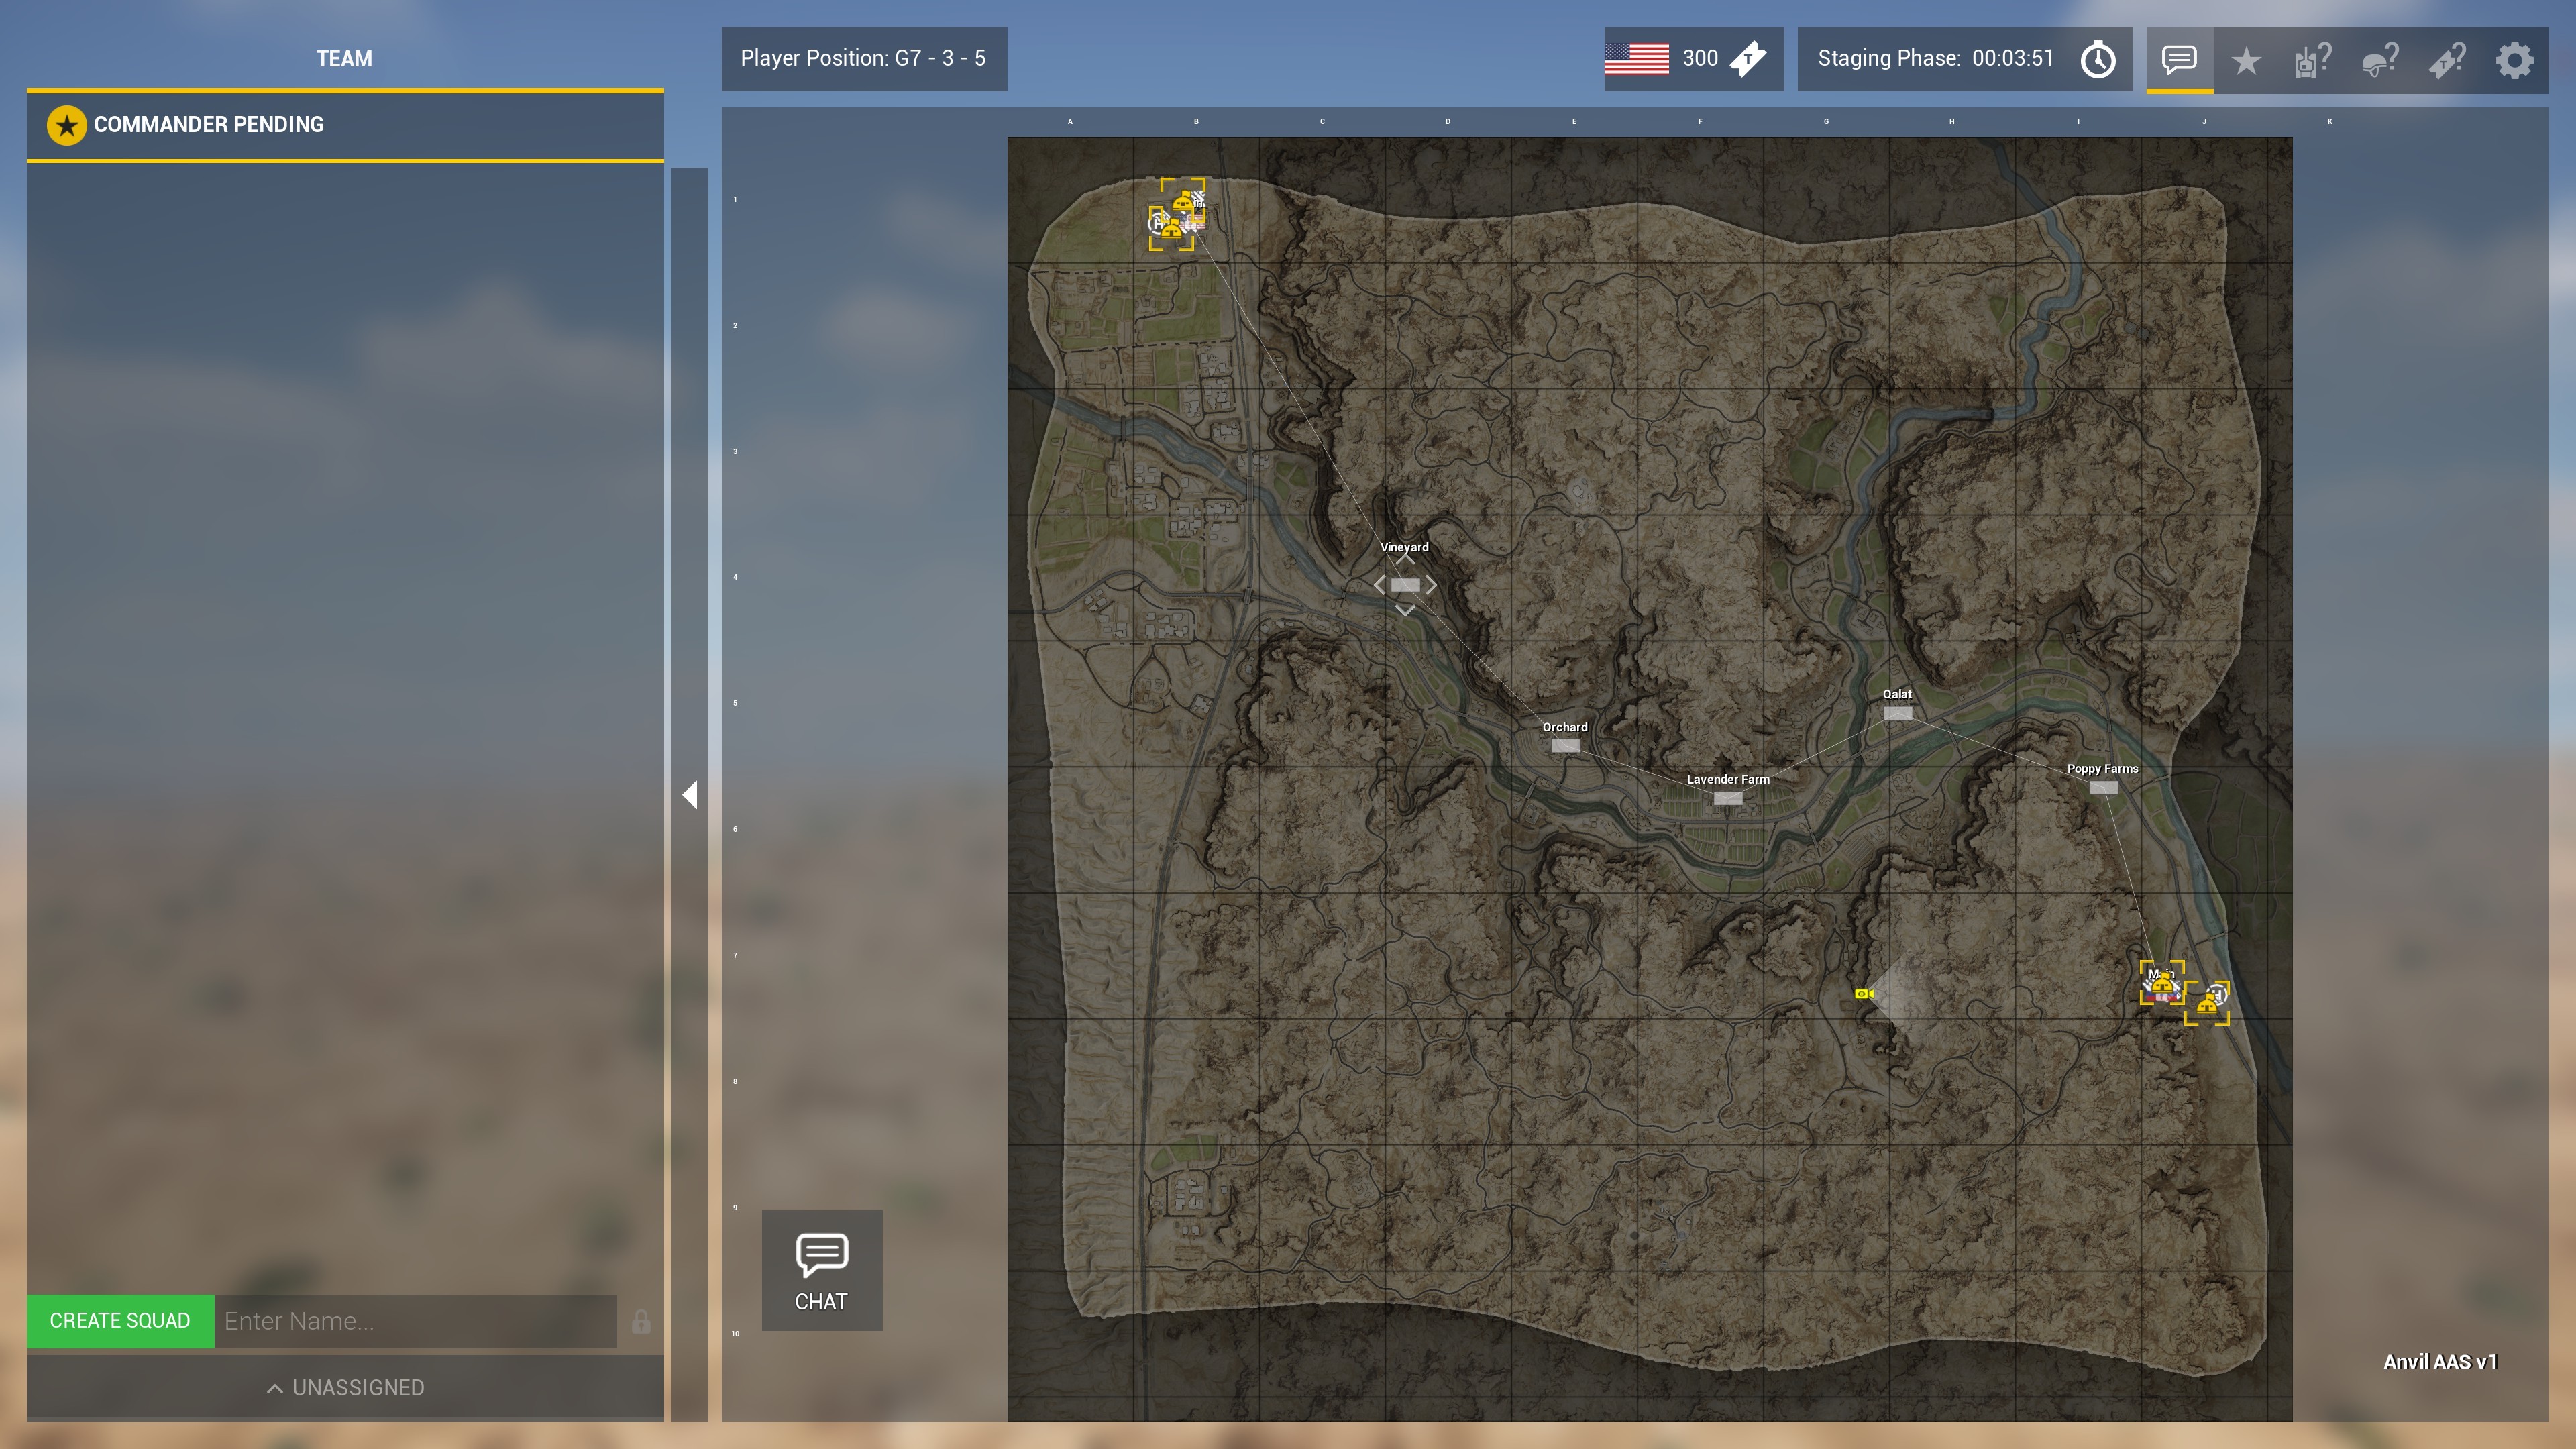 TEAM
Player Position: G7 - 3 - 5
300
Staging Phase: 00:03:51
COMMANDER PENDING
A B C D E F G H I J K
1
2
3
4
5
6
7
8
9
10
Vineyard
Qalat
Orchard
Poppy Farms
Lavender Farm
CHAT
CREATE SQUAD
Enter Name...
UNASSIGNED
Anvil AAS v1